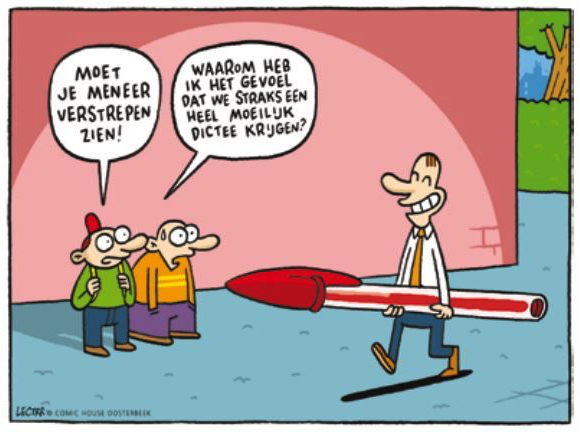 MOET
JE MENEER
VERSTREPEN
ZIEN!
WAAROM HEB
IK HET GEVOEL
DAT WE STRAKS EEN
HEEL MOEILIJK
DICTEE KRIJGEN?
LECTRR © COMIC HOUSE OOSTERBEEK